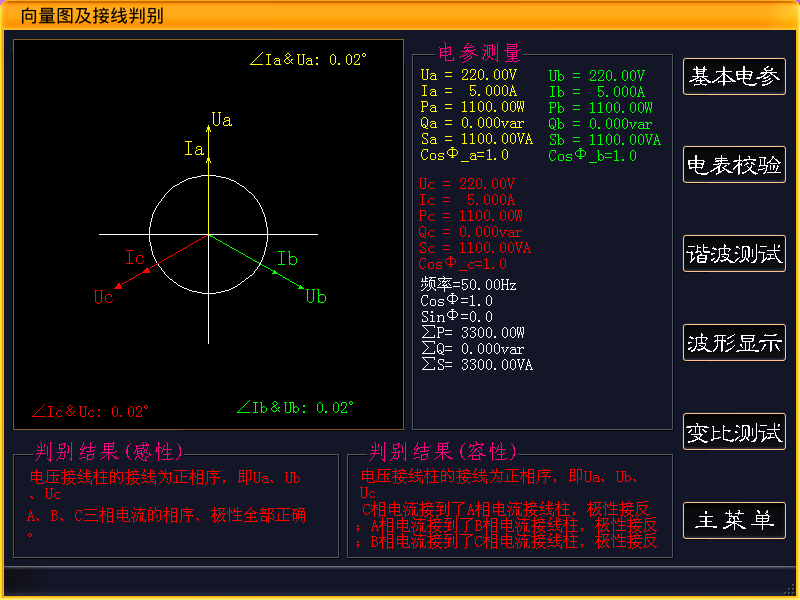 向量图及接线判别
∠Ia&Ua: 0.02°
Ua
Ia
Ic
Ib
Uc
Ub
∠Ic&Uc: 0.02°
∠Ib&Ub: 0.02°
电参测量
Ua = 220.00V
Ia =  5.000A
Pa = 1100.00W
Qa = 0.000var
Sa = 1100.00VA
CosΦ_a=1.0
Ub = 220.00V
Ib =  5.000A
Pb = 1100.00W
Qb = 0.000var
Sb = 1100.00VA
CosΦ_b=1.0
Uc = 220.00V
Ic =  5.000A
Pc = 1100.00W
Qc = 0.000var
Sc = 1100.00VA
CosΦ_c=1.0
频率=50.00Hz
CosΦ=1.0
SinΦ=0.0
∑P= 3300.00W
∑Q= 0.000var
∑S= 3300.00VA
基本电参
电表校验
谐波测试
波形显示
变比测试
主菜单
判别结果(感性)
电压接线柱的接线为正相序，即Ua、Ub
、Uc
A、B、C三相电流的相序、极性全部正确
。
判别结果(容性)
电压接线柱的接线为正相序，即Ua、Ub、
Uc
C相电流接到了A相电流接线柱，极性接反
；A相电流接到了B相电流接线柱，极性接反
；B相电流接到了C相电流接线柱，极性接反